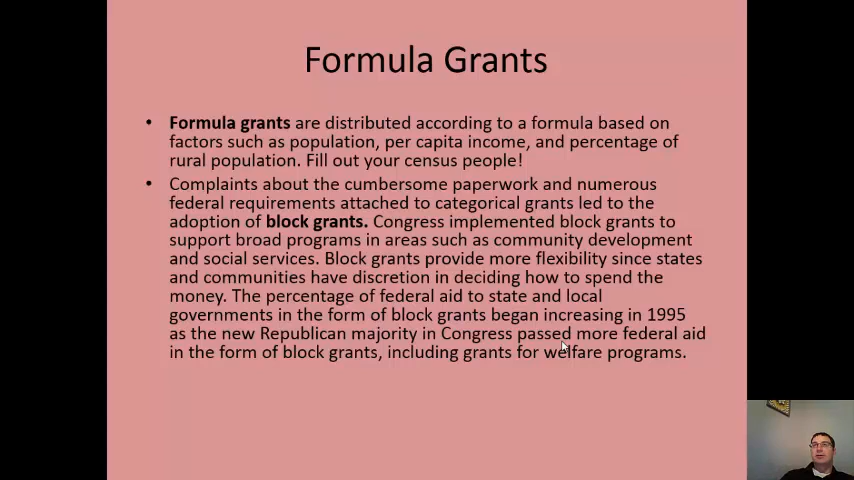 Formula Grants
• Formula grants are distributed according to a formula based on
factors such as population, per capita income, and percentage of
rural population. Fill out your census people!
• Complaints about the cumbersome paperwork and numerous
federal requirements attached to categorical grants led to the
adoption of block grants. Congress implemented block grants to
support broad programs in areas such as community development
and social services. Block grants provide more flexibility since states
and communities have discretion in deciding how to spend the
money. The percentage of federal aid to state and local
governments in the form of block grants began increasing in 1995
as the new Republican majority in Congress passed more federal aid
in the form of block grants, including grants for welfare programs.